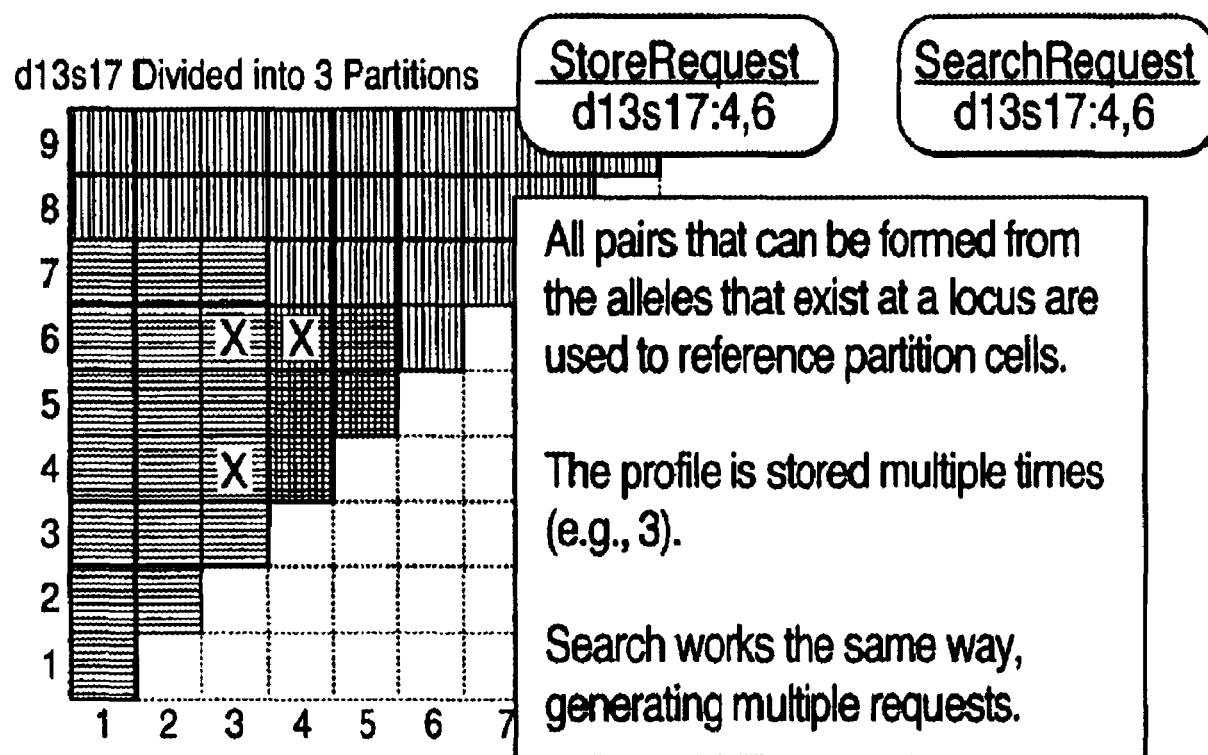 d13s17 Divided into 3 Partitions
StoreRequest
d13s17:4,6
SearchRequest
d13s17:4,6
9
8
7
6
5
4
3
2
1
X X
X
1 2 3 4 5 6 7
All pairs that can be formed from
the alleles that exist at a locus are
used to reference partition cells.
The profile is stored multiple times
(e.g., 3).
Search works the same way,
generating multiple requests.